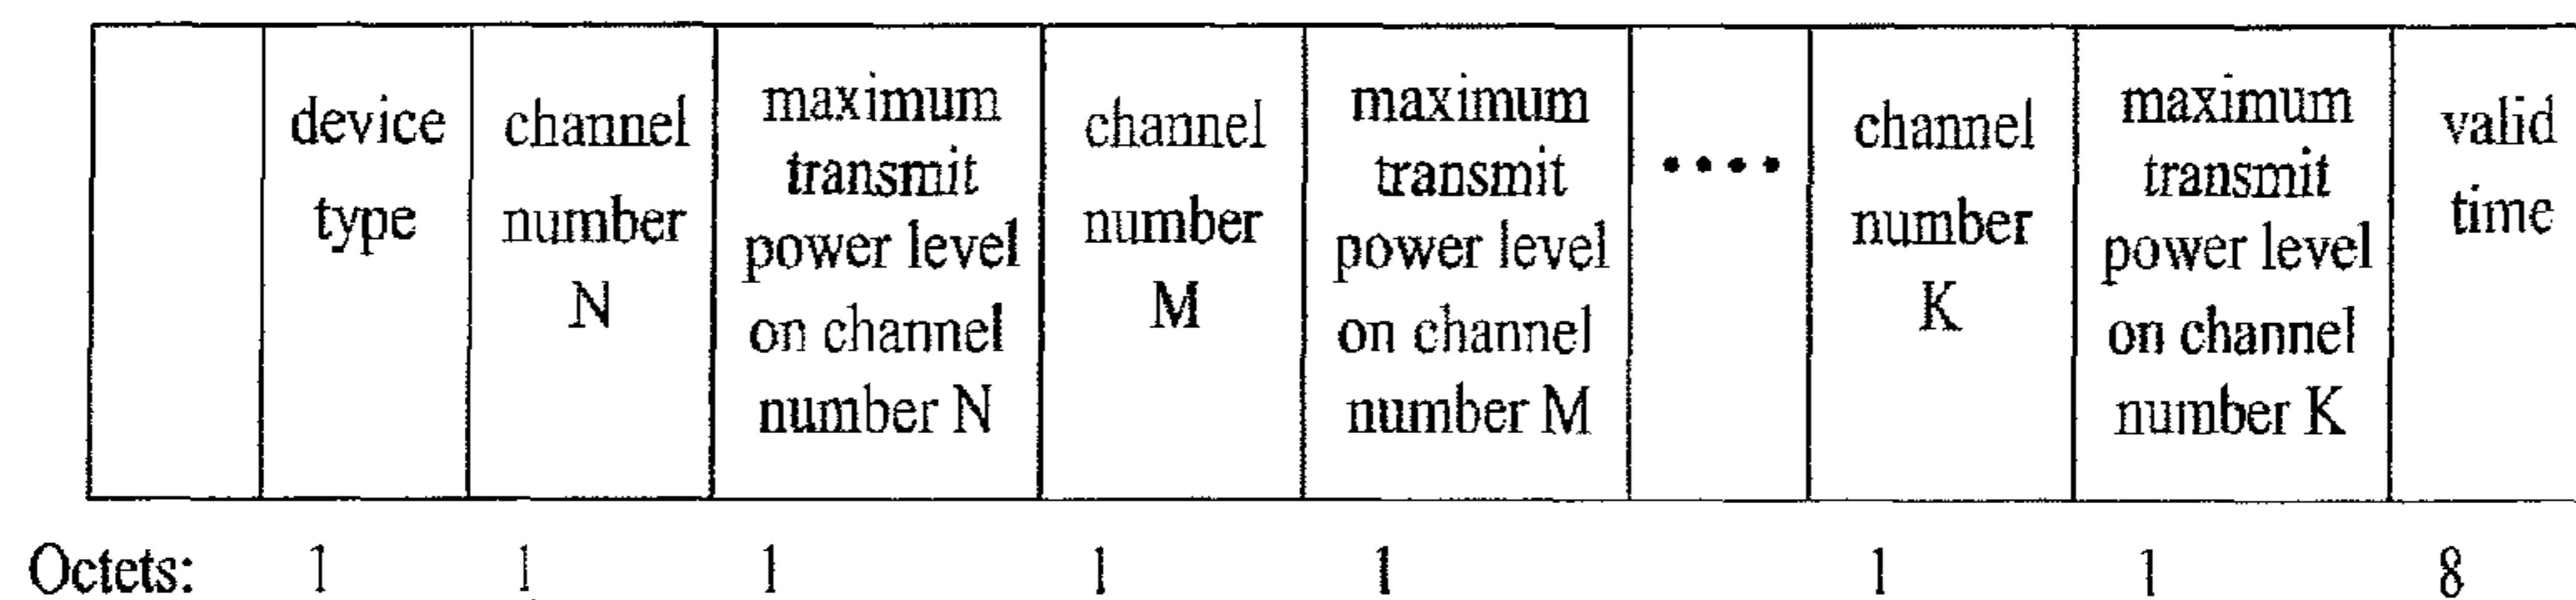 device
type
channel
number
N
maximum
transmit
power level
on channel
number N
channel
number
M
maximum
transmit
power level
on channel
number M
••••
channel
number
K
maximum
transmit
power level
on channel
number K
valid
time
Octets: 1 1 1 1 1 1 1 8